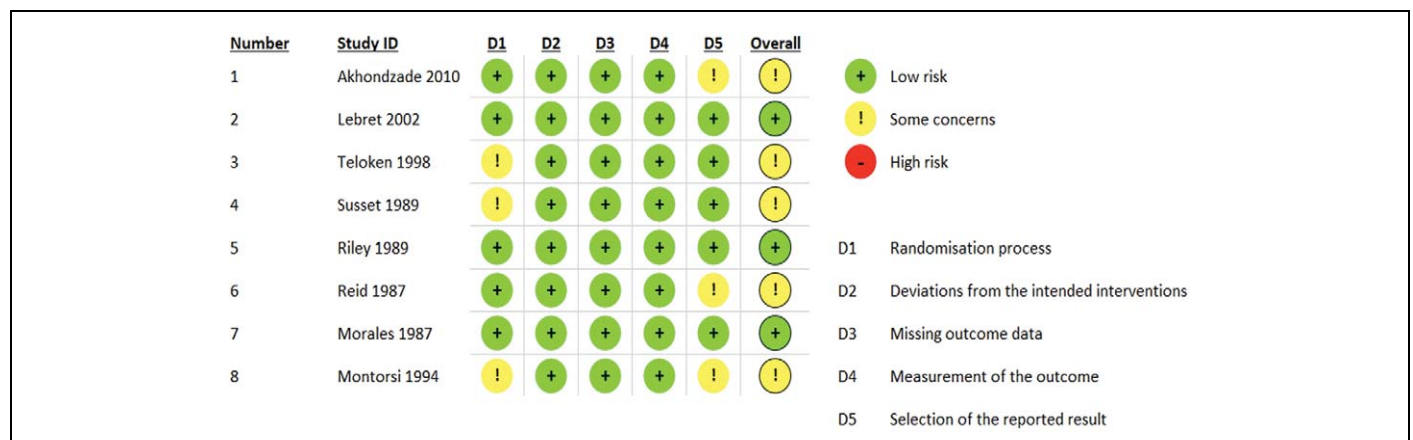 Number Study ID D1 D2 D3 D4 D5 Overall
1 Akhondzade 2010 + + + + ! !
+ Low risk
2 Lebret 2002 + + + + + +
! Some concerns
3 Teloken 1998 ! + + + + !
- High risk
4 Susset 1989 ! + + + + !
5 Riley 1989 + + + + + +
D1 Randomisation process
6 Reid 1987 + + + + ! !
D2 Deviations from the intended interventions
7 Morales 1987 + + + + + +
D3 Missing outcome data
8 Montorsi 1994 ! + + + ! !
D4 Measurement of the outcome
D5 Selection of the reported result